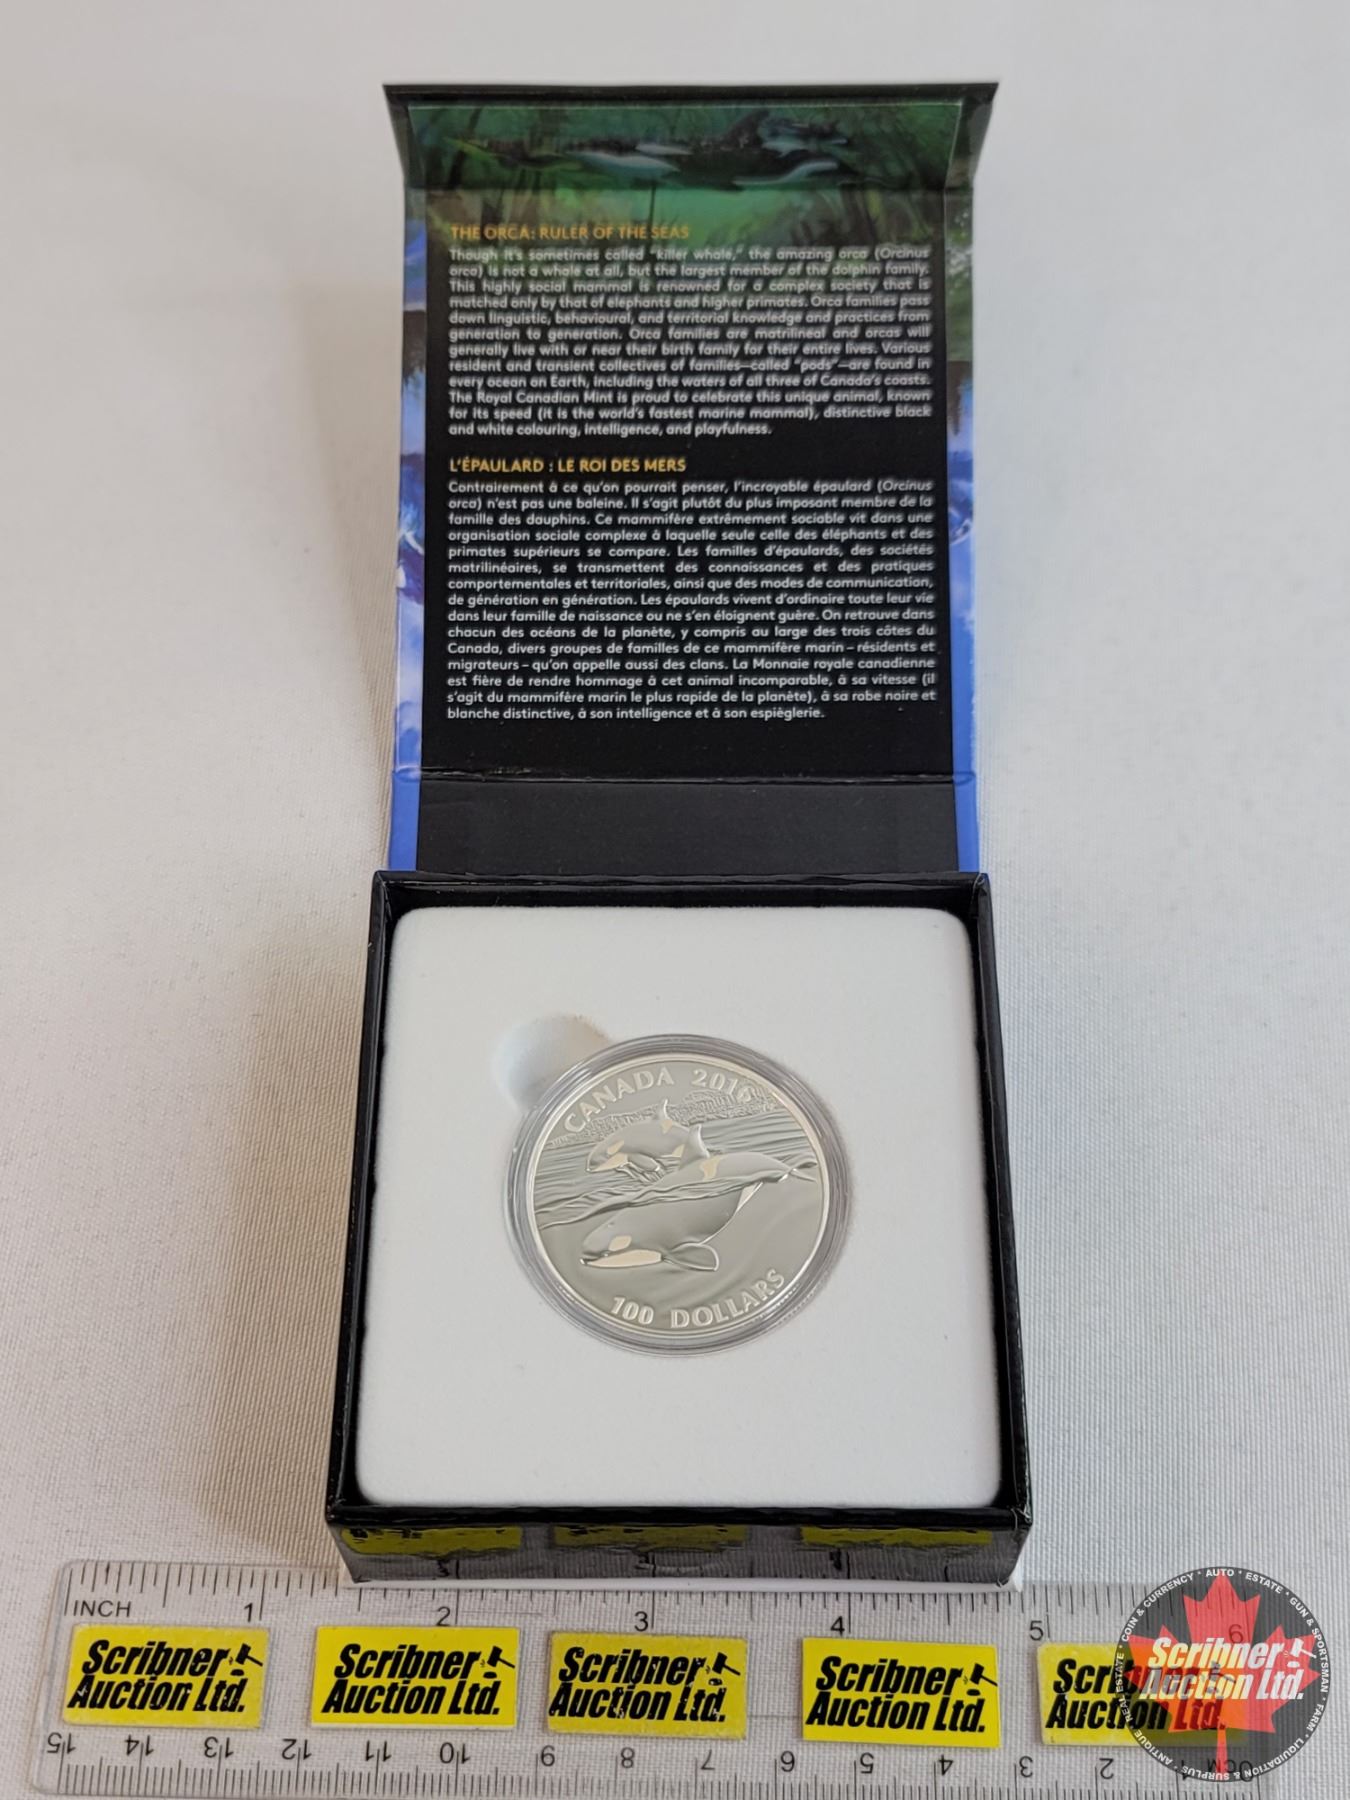 THE ORCA: RULER OF THE SEAS
Though it's sometimes called "killer whale," the amazing orca (Orcinus
orca) is not a whale at all, but the largest member of the dolphin family.
This highly social mammal is renowned for a complex society that is
matched only by that of elephants and higher primates. Orca families pass
down linguistic, behavioural, and territorial knowledge and practices from
generation to generation. Orca families are matrilineal and orcas will
generally live with or near their birth family for their entire lives. Various
resident and transient collectives of families—called "pods"—are found in
every ocean on Earth, including the waters of all three of Canada's coasts.
The Royal Canadian Mint is proud to celebrate this unique animal, known
for its speed (it is the world's fastest marine mammal), distinctive black
and white colouring, intelligence, and playfulness.
L'ÉPAULARD : LE ROI DES MERS
Contrairement à ce qu'on pourrait penser, l'incroyable épaulard (Orcinus
orca) n'est pas une baleine. Il s'agit plutôt du plus imposant membre de la
famille des dauphins. Ce mammifère extrêmement sociable vit dans une
organisation sociale complexe à laquelle seule celle des éléphants et des
primates supérieurs se compare. Les familles d'épaulards, des sociétés
matrilinéaires, se transmettent des connaissances et des pratiques
comportementales et territoriales, ainsi que des modes de communication,
de génération en génération. Les épaulards vivent d'ordinaire toute leur vie
dans leur famille de naissance ou ne s'en éloignent guère. On retrouve dans
chacun des océans de la planète, y compris au large des trois côtes du
Canada, divers groupes de familles de ce mammifère marin – résidents et
migrateurs – qu'on appelle aussi des clans. La Monnaie royale canadienne
est fière de rendre hommage à cet animal incomparable, à sa vitesse (il
s'agit du mammifère marin le plus rapide de la planète), à sa robe noire et
blanche distinctive, à son intelligence et à son espièglerie.
CANADA 2016
100 DOLLARS
INCH 1 2 3 4 5 6
Scribner Scribner Scribner Scribner
Auction Ltd. Auction Ltd. Auction Ltd. Auction Ltd. Auction Ltd.
15 14 13 12 11 10 9 8 7 6 5 4 3 2 1 0CM
COIN & CURRENCY · AUTO · ESTATE · GUN & SPORTSMAN · FARM · LIQUIDATION & SURPLUS · ANTIQUE · REAL ESTATE ·
Scribner
Auction Ltd.